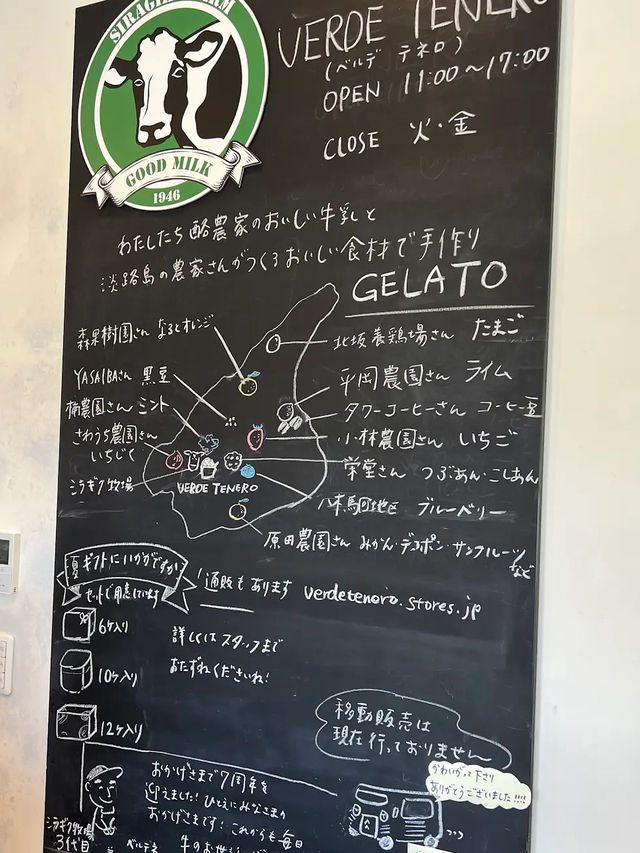 SIRAGIKU FARM
GOOD MILK
1946
VERDE TENERO
(ベルデ テネロ)
OPEN 11:00〜17:00
CLOSE 火・金
わたしたち酪農家のおいしい牛乳と
淡路島の農家さんがつくるおいしい食材で手作り
GELATO
森果樹園さん なるとオレンジ
YASAIBAさん 黒豆
楠農園さん ミント
さわうち農園さん
いちじく
シラギク牧場
VERDE TENERO
北坂養鶏場さん たまご
平岡農園さん ライム
タワーコーヒーさん コーヒー豆
小林農園さん いちご
栄堂さん つぶあん・こしあん
八木馬回地区 ブルーベリー
原田農園さん みかん・デコポン・サンフルーツ
など
夏ギフトにいかがですか
セットで用意しています
!通販もあります verdetenero.stores.jp
6ヶ入り
10ヶ入り
12ヶ入り
詳しくはスタッフまで
おたずねくださいね!
移動販売は
現在行っておりません
かわいがって下さり
ありがとうございました!!!!
おかげさまで7周年を
迎えました!ひとえにみなさまの
おかげさまです!これからも毎日
シラギク牧場
3代目
ベルデネ